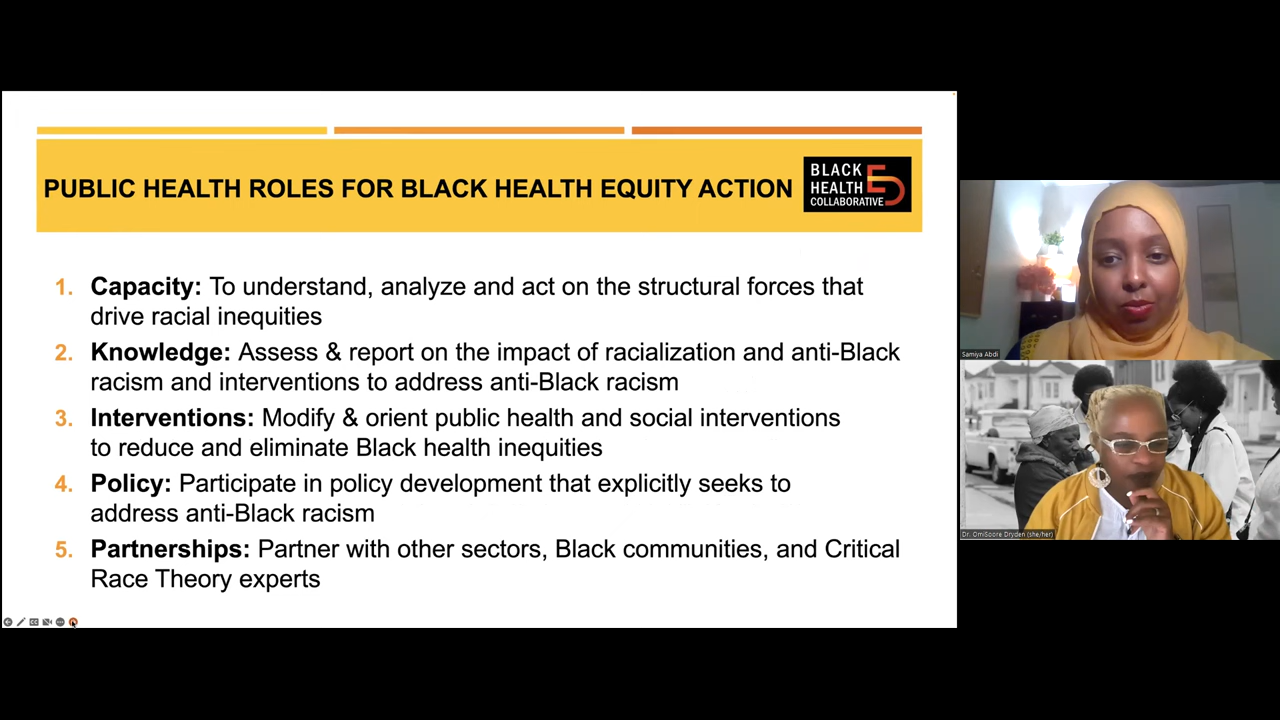 PUBLIC HEALTH ROLES FOR BLACK HEALTH EQUITY ACTION
BLACK
HEALTH
COLLABORATIVE
1. Capacity: To understand, analyze and act on the structural forces that
drive racial inequities
2. Knowledge: Assess & report on the impact of racialization and anti-Black
racism and interventions to address anti-Black racism
3. Interventions: Modify & orient public health and social interventions
to reduce and eliminate Black health inequities
4. Policy: Participate in policy development that explicitly seeks to
address anti-Black racism
5. Partnerships: Partner with other sectors, Black communities, and Critical
Race Theory experts
Samiya Abdi
Dr. OmiSoore Dryden (she/her)